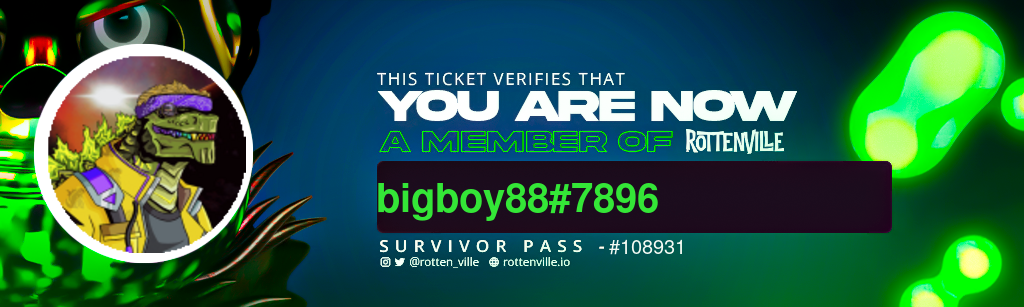 THIS TICKET VERIFIES THAT
YOU ARE NOW
A MEMBER OF ROTTENVILLE
bigboy88#7896
SURVIVOR PASS - #108931
@rotten_ville rottenville.io